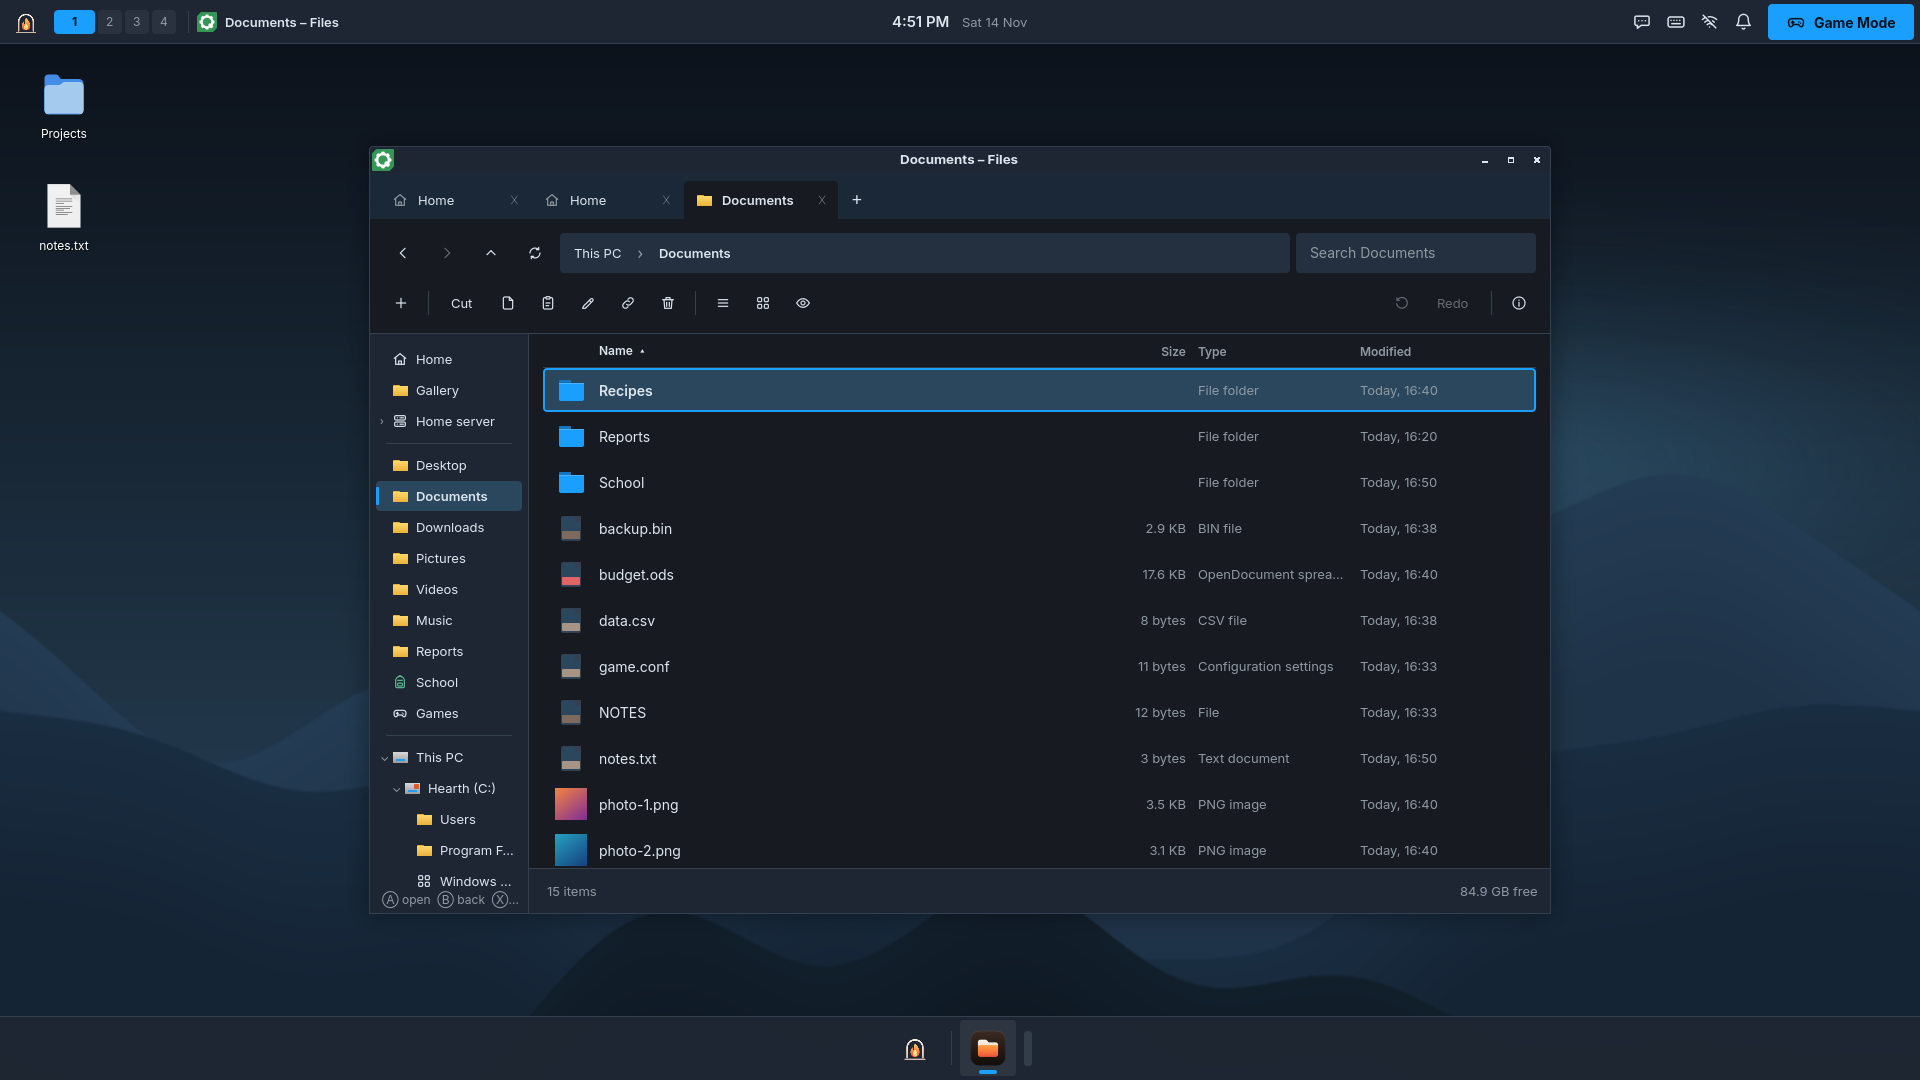 1 2 3 4 Documents – Files 4:51 PM Sat 14 Nov Game Mode
Projects
notes.txt
Documents – Files
Home X Home X Documents X +
This PC › Documents Search Documents
Cut Redo
Home
Gallery
Home server
Desktop
Documents
Downloads
Pictures
Videos
Music
Reports
School
Games
This PC
Hearth (C:)
Users
Program F...
Windows ...
A open B back X...
Name Size Type Modified
Recipes File folder Today, 16:40
Reports File folder Today, 16:20
School File folder Today, 16:50
backup.bin 2.9 KB BIN file Today, 16:38
budget.ods 17.6 KB OpenDocument sprea... Today, 16:40
data.csv 8 bytes CSV file Today, 16:38
game.conf 11 bytes Configuration settings Today, 16:33
NOTES 12 bytes File Today, 16:33
notes.txt 3 bytes Text document Today, 16:50
photo-1.png 3.5 KB PNG image Today, 16:40
photo-2.png 3.1 KB PNG image Today, 16:40
15 items 84.9 GB free